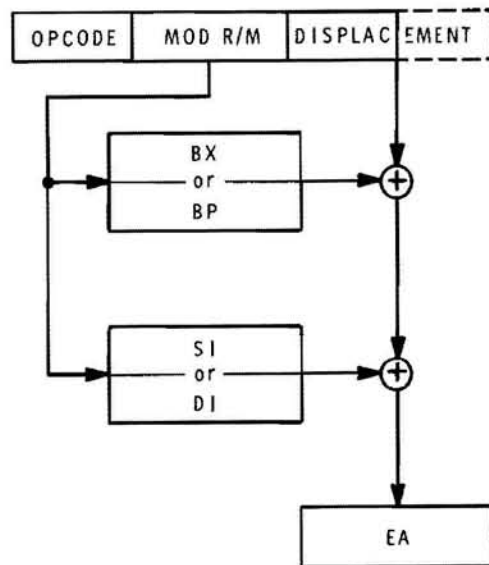 OPCODE MOD R/M DISPLACEMENT
BX
or
BP
+
SI
or
DI
+
EA